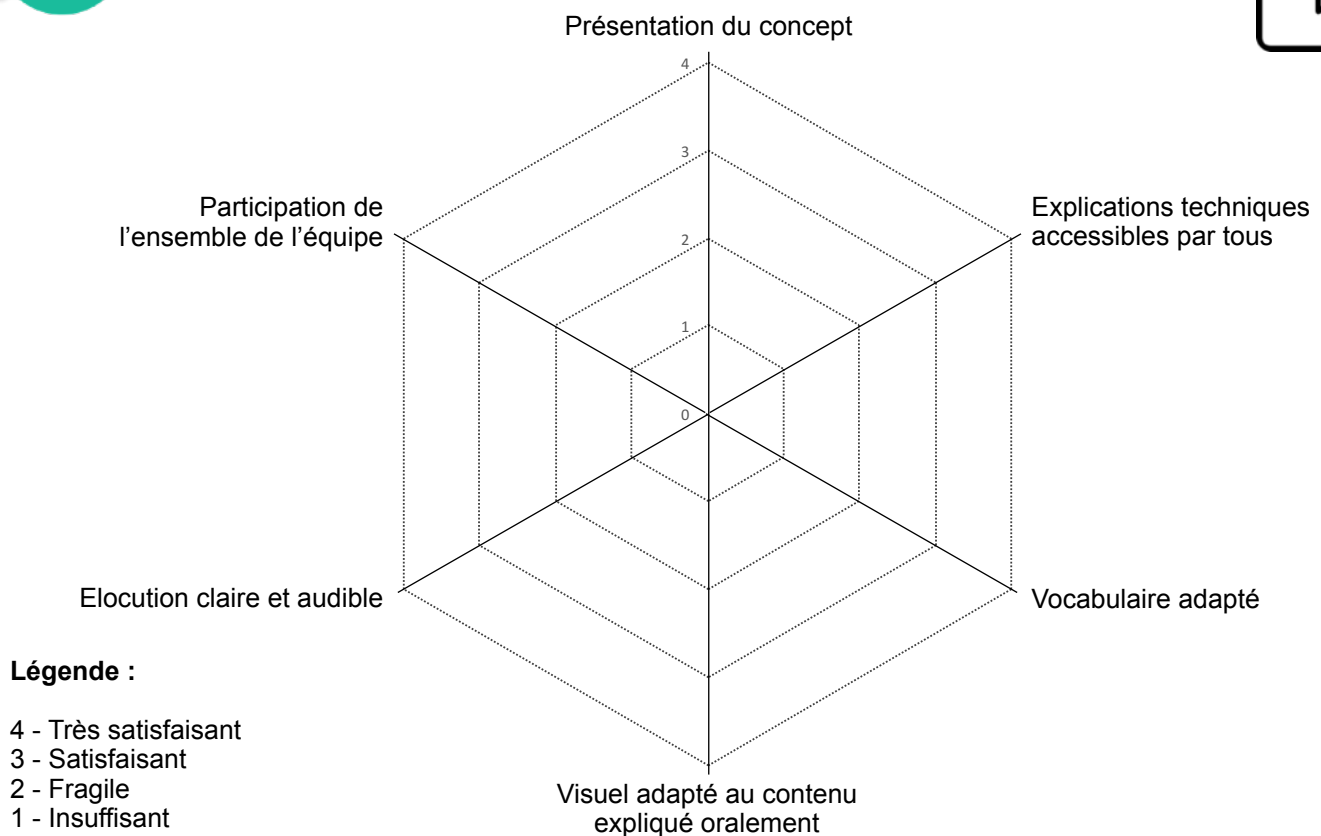 Présentation du concept
4
3
2
1
0
Participation de
l’ensemble de l’équipe
Explications techniques
accessibles par tous
Elocution claire et audible
Vocabulaire adapté
Légende :
4 - Très satisfaisant
3 - Satisfaisant
2 - Fragile
1 - Insuffisant
Visuel adapté au contenu
expliqué oralement